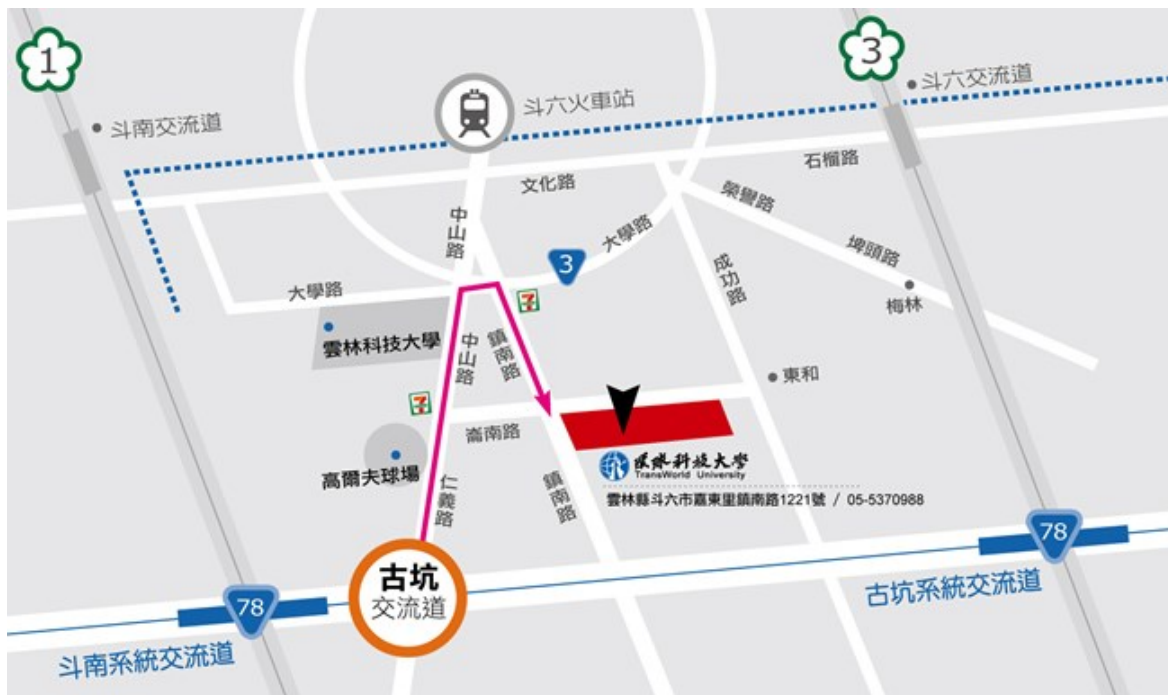 1
3
斗六交流道
斗六火車站
斗南交流道
石榴路
文化路
榮譽路
中山路
大學路
3
埤頭路
成功路
大學路
梅林
7
雲林科技大學
中山路
鎮南路
東和
7
崙南路
環球科技大學
TransWorld University
高爾夫球場
仁義路
鎮南路
雲林縣斗六市嘉東里鎮南路1221號 / 05-5370988
78
古坑
交流道
古坑系統交流道
78
斗南系統交流道